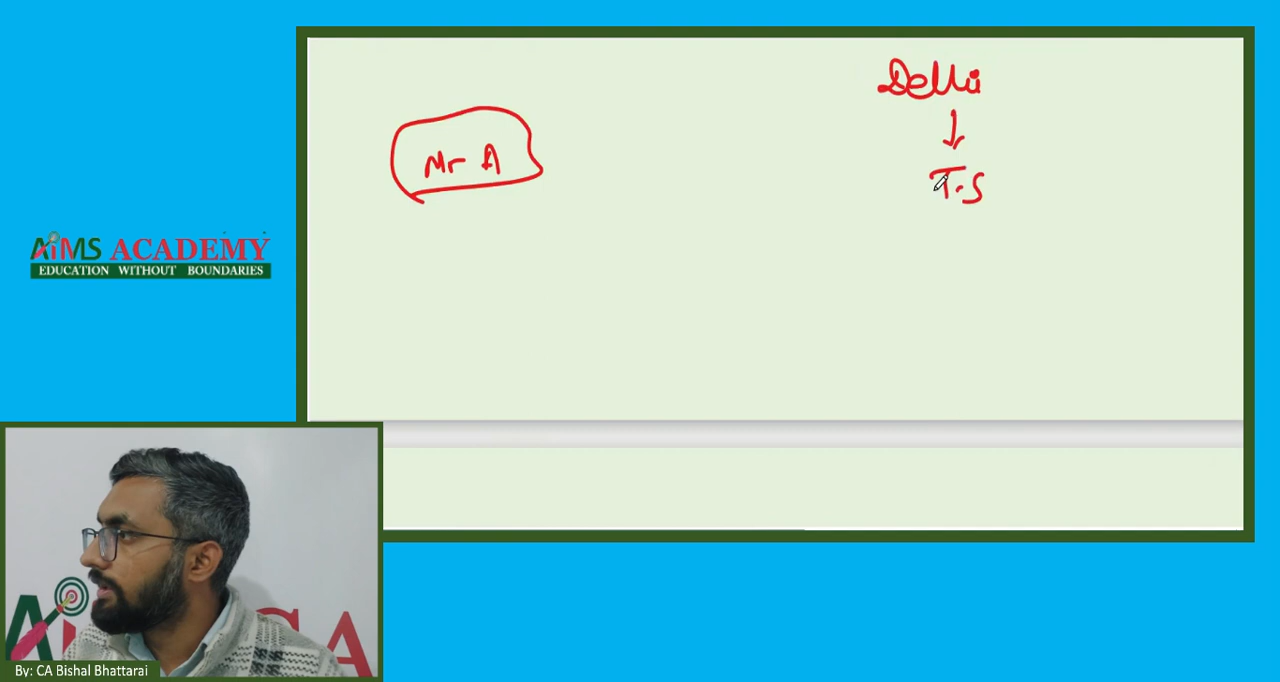 Delhi
Mr A
T.S
AIMS ACADEMY
EDUCATION WITHOUT BOUNDARIES
A
By: CA Bishal Bhattarai